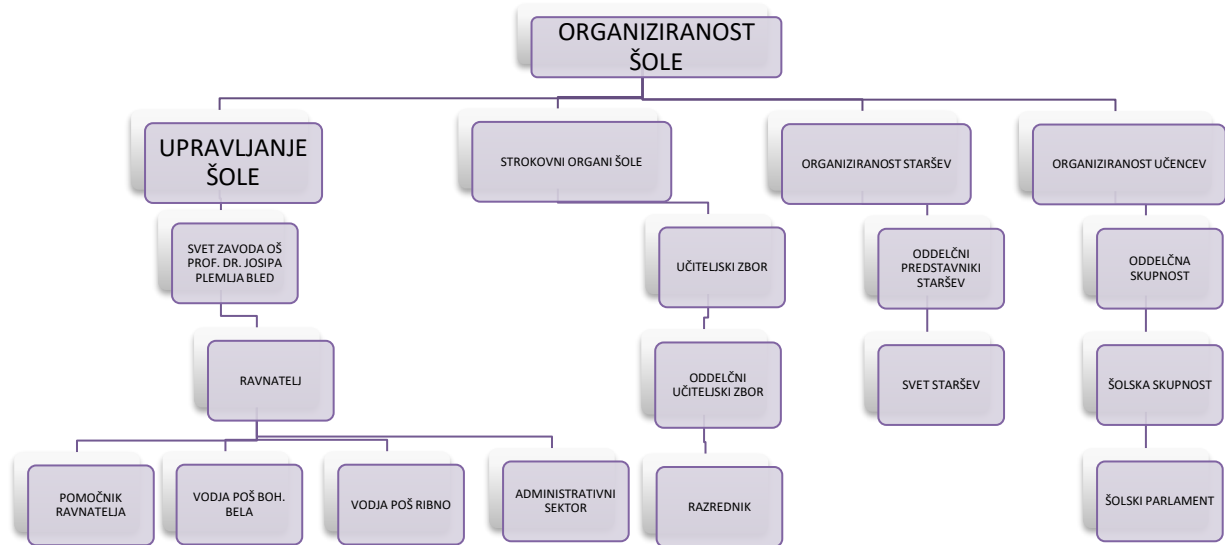 ORGANIZIRANOST
ŠOLE
UPRAVLJANJE
ŠOLE
STROKOVNI ORGANI ŠOLE
ORGANIZIRANOST STARŠEV
ORGANIZIRANOST UČENCEV
SVET ZAVODA OŠ
PROF. DR. JOSIPA
PLEMLJA BLED
UČITELJSKI ZBOR
ODDELČNI
PREDSTAVNIKI
STARŠEV
ODDELČNA
SKUPNOST
RAVNATELJ
ODDELČNI
UČITELJSKI ZBOR
SVET STARŠEV
ŠOLSKA SKUPNOST
POMOČNIK
RAVNATELJA
VODJA POŠ BOH.
BELA
VODJA POŠ RIBNO
ADMINISTRATIVNI
SEKTOR
RAZREDNIK
ŠOLSKI PARLAMENT